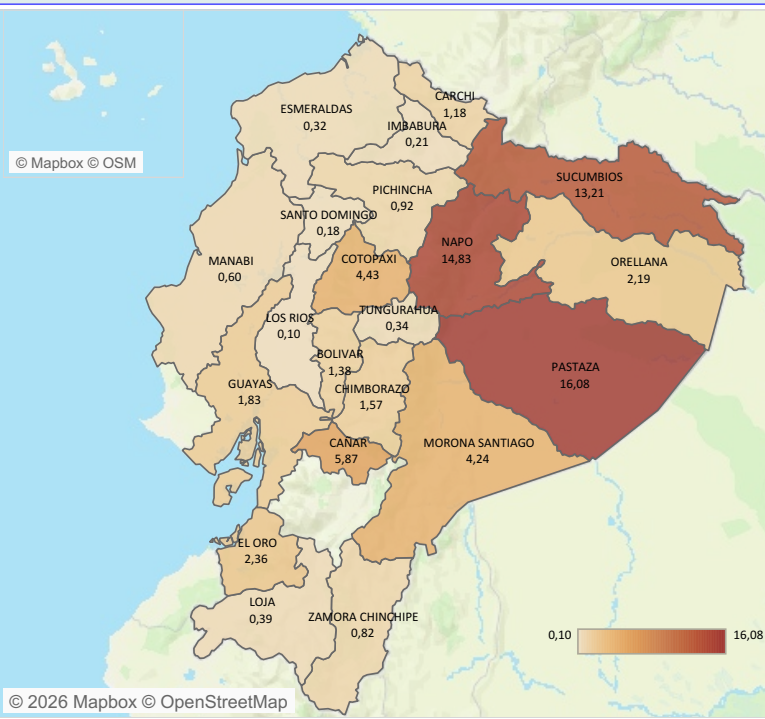 CARCHI
1,18
ESMERALDAS
0,32
IMBABURA
0,21
© Mapbox © OSM
SUCUMBIOS
13,21
PICHINCHA
0,92
SANTO DOMINGO
0,18
NAPO
14,83
MANABI
0,60
COTOPAXI
4,43
ORELLANA
2,19
LOS RIOS
0,10
TUNGURAHUA
0,34
BOLIVAR
1,38
PASTAZA
16,08
GUAYAS
1,83
CHIMBORAZO
1,57
CAÑAR
5,87
MORONA SANTIAGO
4,24
EL ORO
2,36
LOJA
0,39
ZAMORA CHINCHIPE
0,82
0,10
16,08
© 2026 Mapbox © OpenStreetMap